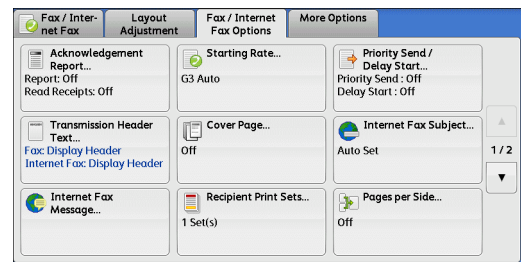 Fax / Inter-
net Fax
Layout
Adjustment
Fax / Internet
Fax Options
More Options
Acknowledgement
Report...
Report: Off
Read Receipts: Off
Starting Rate...
G3 Auto
Priority Send /
Delay Start...
Priority Send : Off
Delay Start : Off
Transmission Header
Text...
Fax: Display Header
Internet Fax: Display Header
Cover Page...
Off
Internet Fax Subject...
Auto Set
1 / 2
Internet Fax
Message...
Recipient Print Sets...
1 Set(s)
Pages per Side...
Off